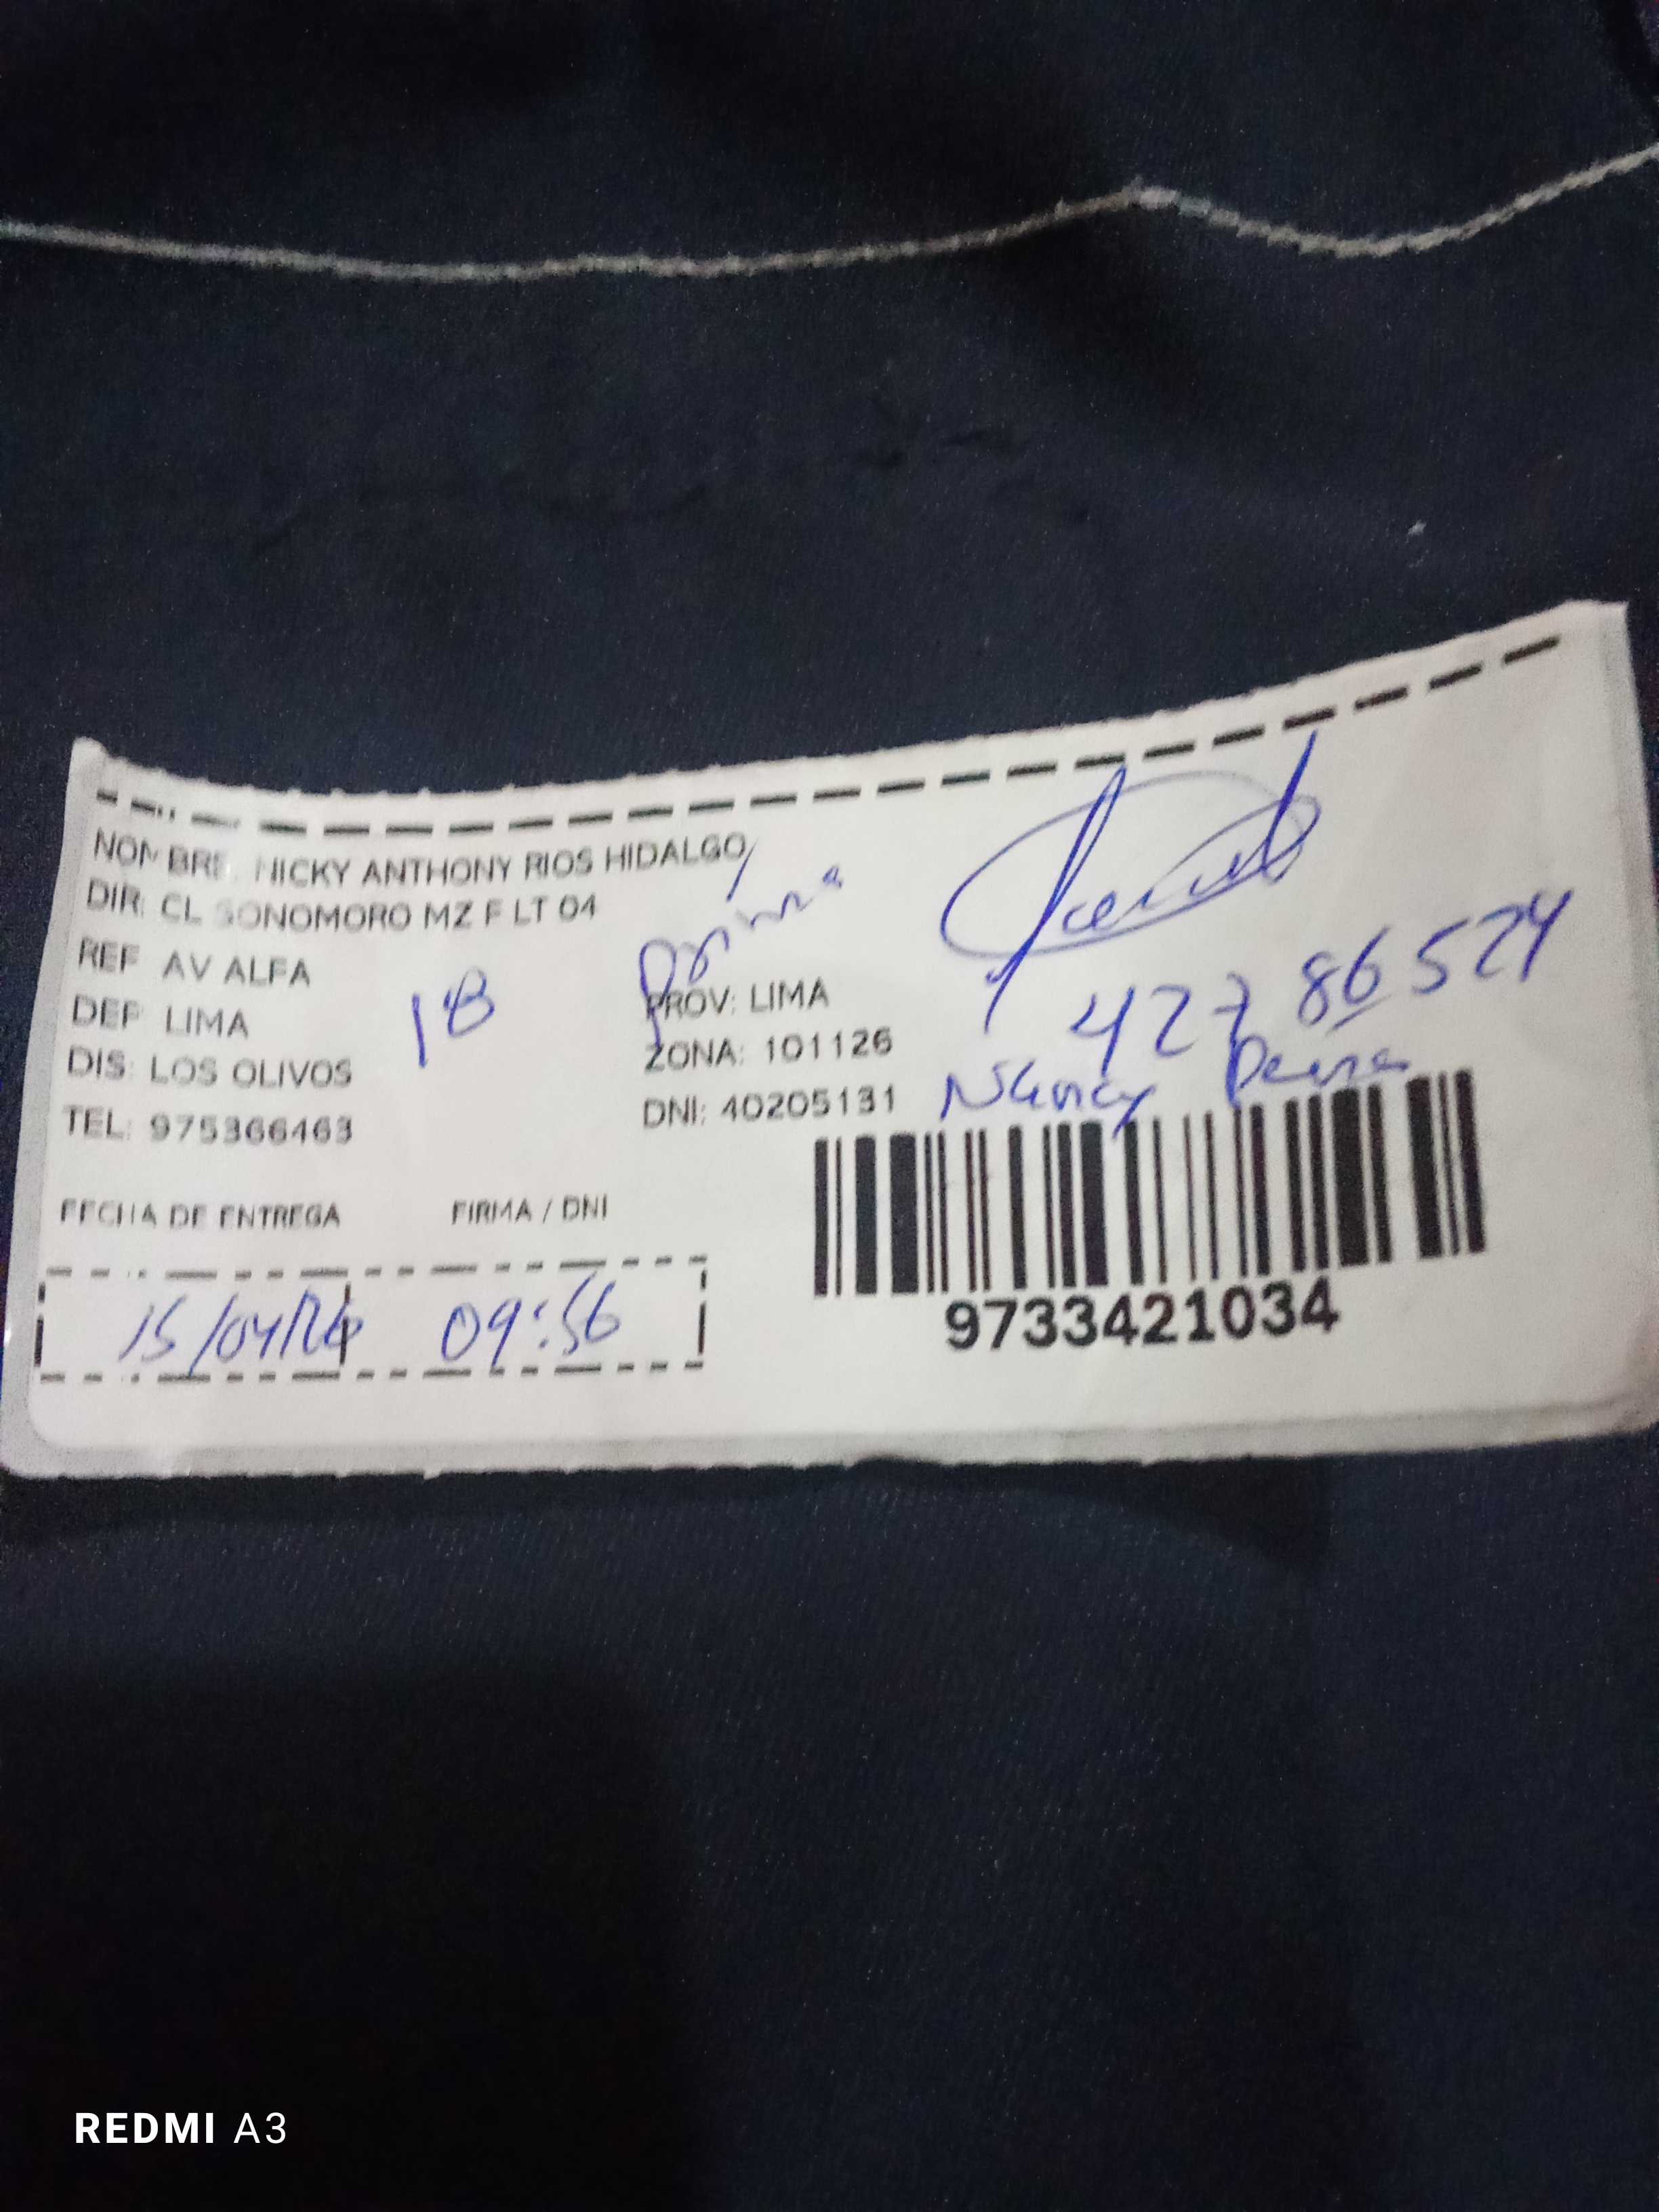 NOMBRE: NICKY ANTHONY RIOS HIDALGO
DIR: CL SONOMORO MZ F LT 04
REF AV ALFA
DEP LIMA
18
PROV: LIMA
DIS: LOS OLIVOS
ZONA: 101126
TEL: 975366463
DNI: 40205131
42786524
Nancy
FECHA DE ENTREGA
FIRMA / DNI
15/04/26
09:56
9733421034
REDMI A3